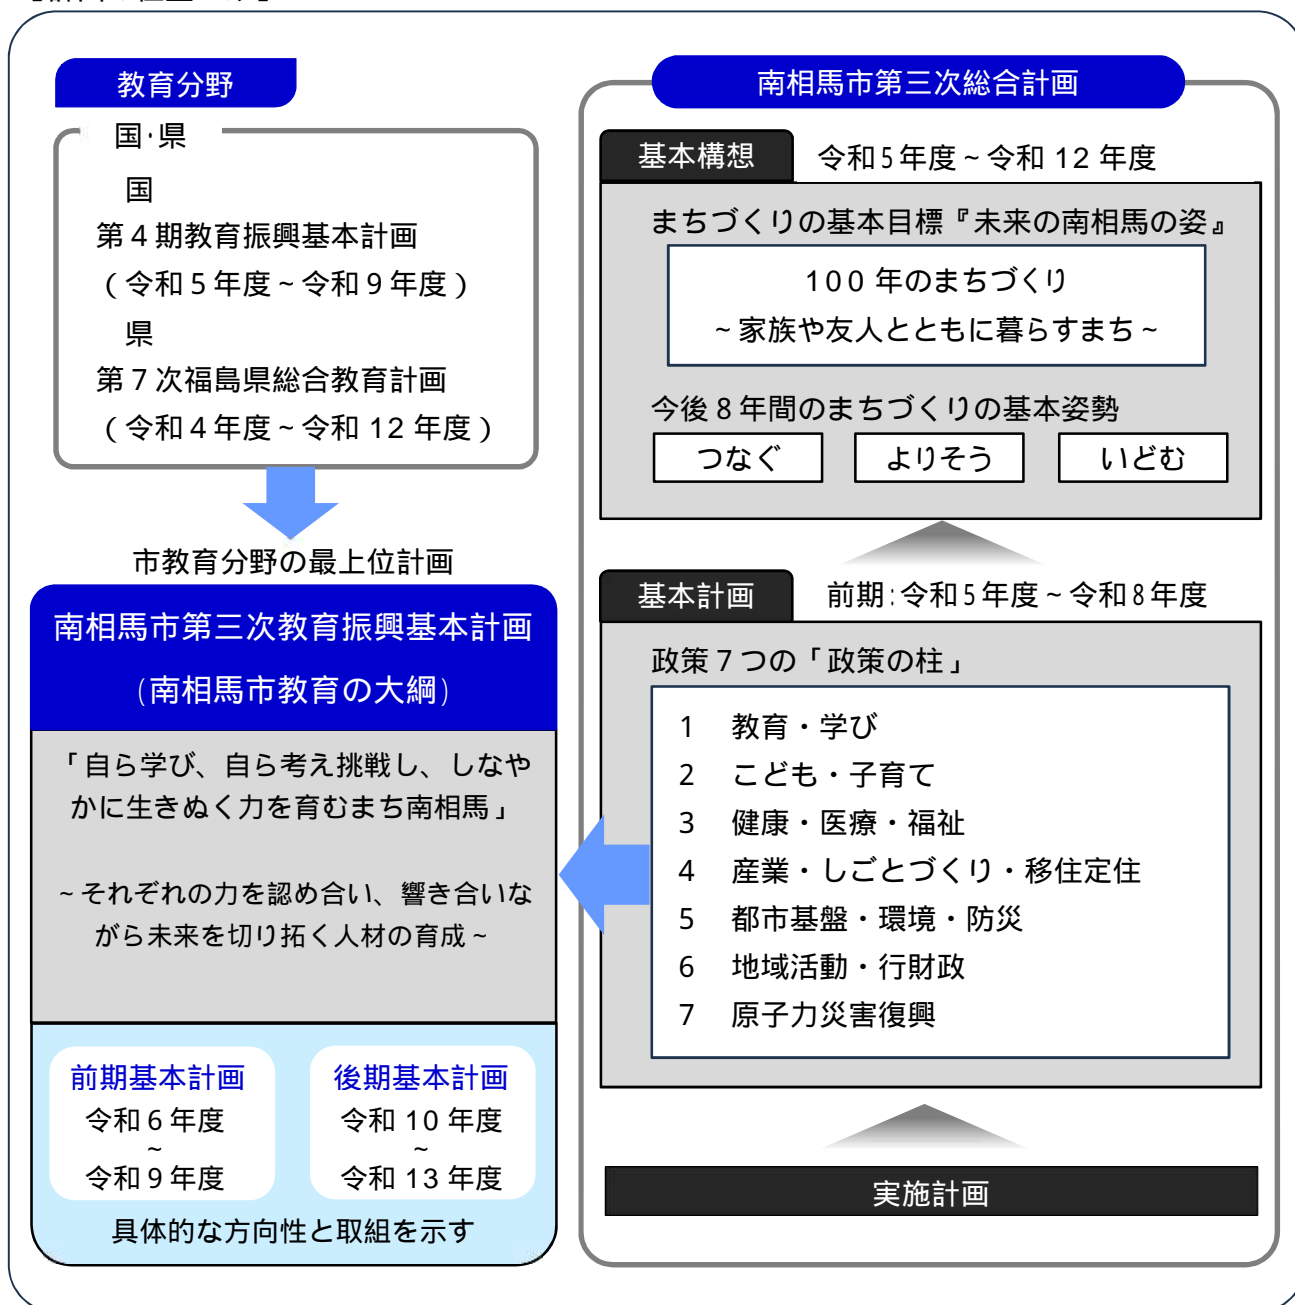 教育分野
国・県
国
第４期教育振興基本計画
（令和５年度～令和９年度）
県
第７次福島県総合教育計画
（令和４年度～令和 12 年度）
市教育分野の最上位計画
南相馬市第三次教育振興基本計画
(南相馬市教育の大綱)
「自ら学び、自ら考え挑戦し、しなや
かに生きぬく力を育むまち南相馬」
～それぞれの力を認め合い、響き合いな
がら未来を切り拓く人材の育成～
前期基本計画
令和６年度
～
令和９年度
後期基本計画
令和 10 年度
～
令和 13 年度
具体的な方向性と取組を示す
南相馬市第三次総合計画
基本構想
令和５年度～令和 12 年度
まちづくりの基本目標『未来の南相馬の姿』
100 年のまちづくり
～家族や友人とともに暮らすまち～
今後８年間のまちづくりの基本姿勢
つなぐ
よりそう
いどむ
基本計画
前期:令和５年度～令和８年度
政策７つの「政策の柱」
1 教育・学び
2 こども・子育て
3 健康・医療・福祉
4 産業・しごとづくり・移住定住
5 都市基盤・環境・防災
6 地域活動・行財政
7 原子力災害復興
実施計画